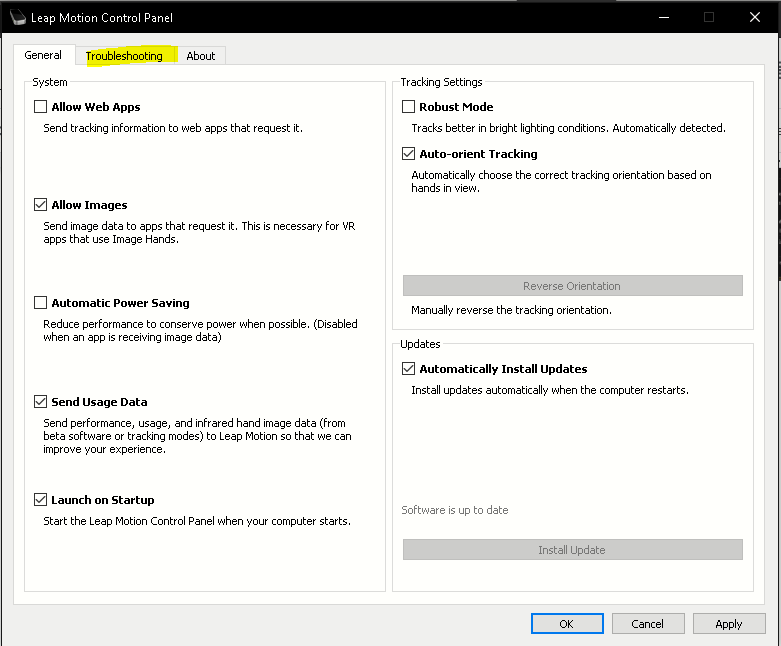 Leap Motion Control Panel
General Troubleshooting About
System
Allow Web Apps
Send tracking information to web apps that request it.
Allow Images
Send image data to apps that request it. This is necessary for VR
apps that use Image Hands.
Automatic Power Saving
Reduce performance to conserve power when possible. (Disabled
when an app is receiving image data)
Send Usage Data
Send performance, usage, and infrared hand image data (from
beta software or tracking modes) to Leap Motion so that we can
improve your experience.
Launch on Startup
Start the Leap Motion Control Panel when your computer starts.
Tracking Settings
Robust Mode
Tracks better in bright lighting conditions. Automatically detected.
Auto-orient Tracking
Automatically choose the correct tracking orientation based on
hands in view.
Reverse Orientation
Manually reverse the tracking orientation.
Updates
Automatically Install Updates
Install updates automatically when the computer restarts.
Software is up to date
Install Update
OK Cancel Apply